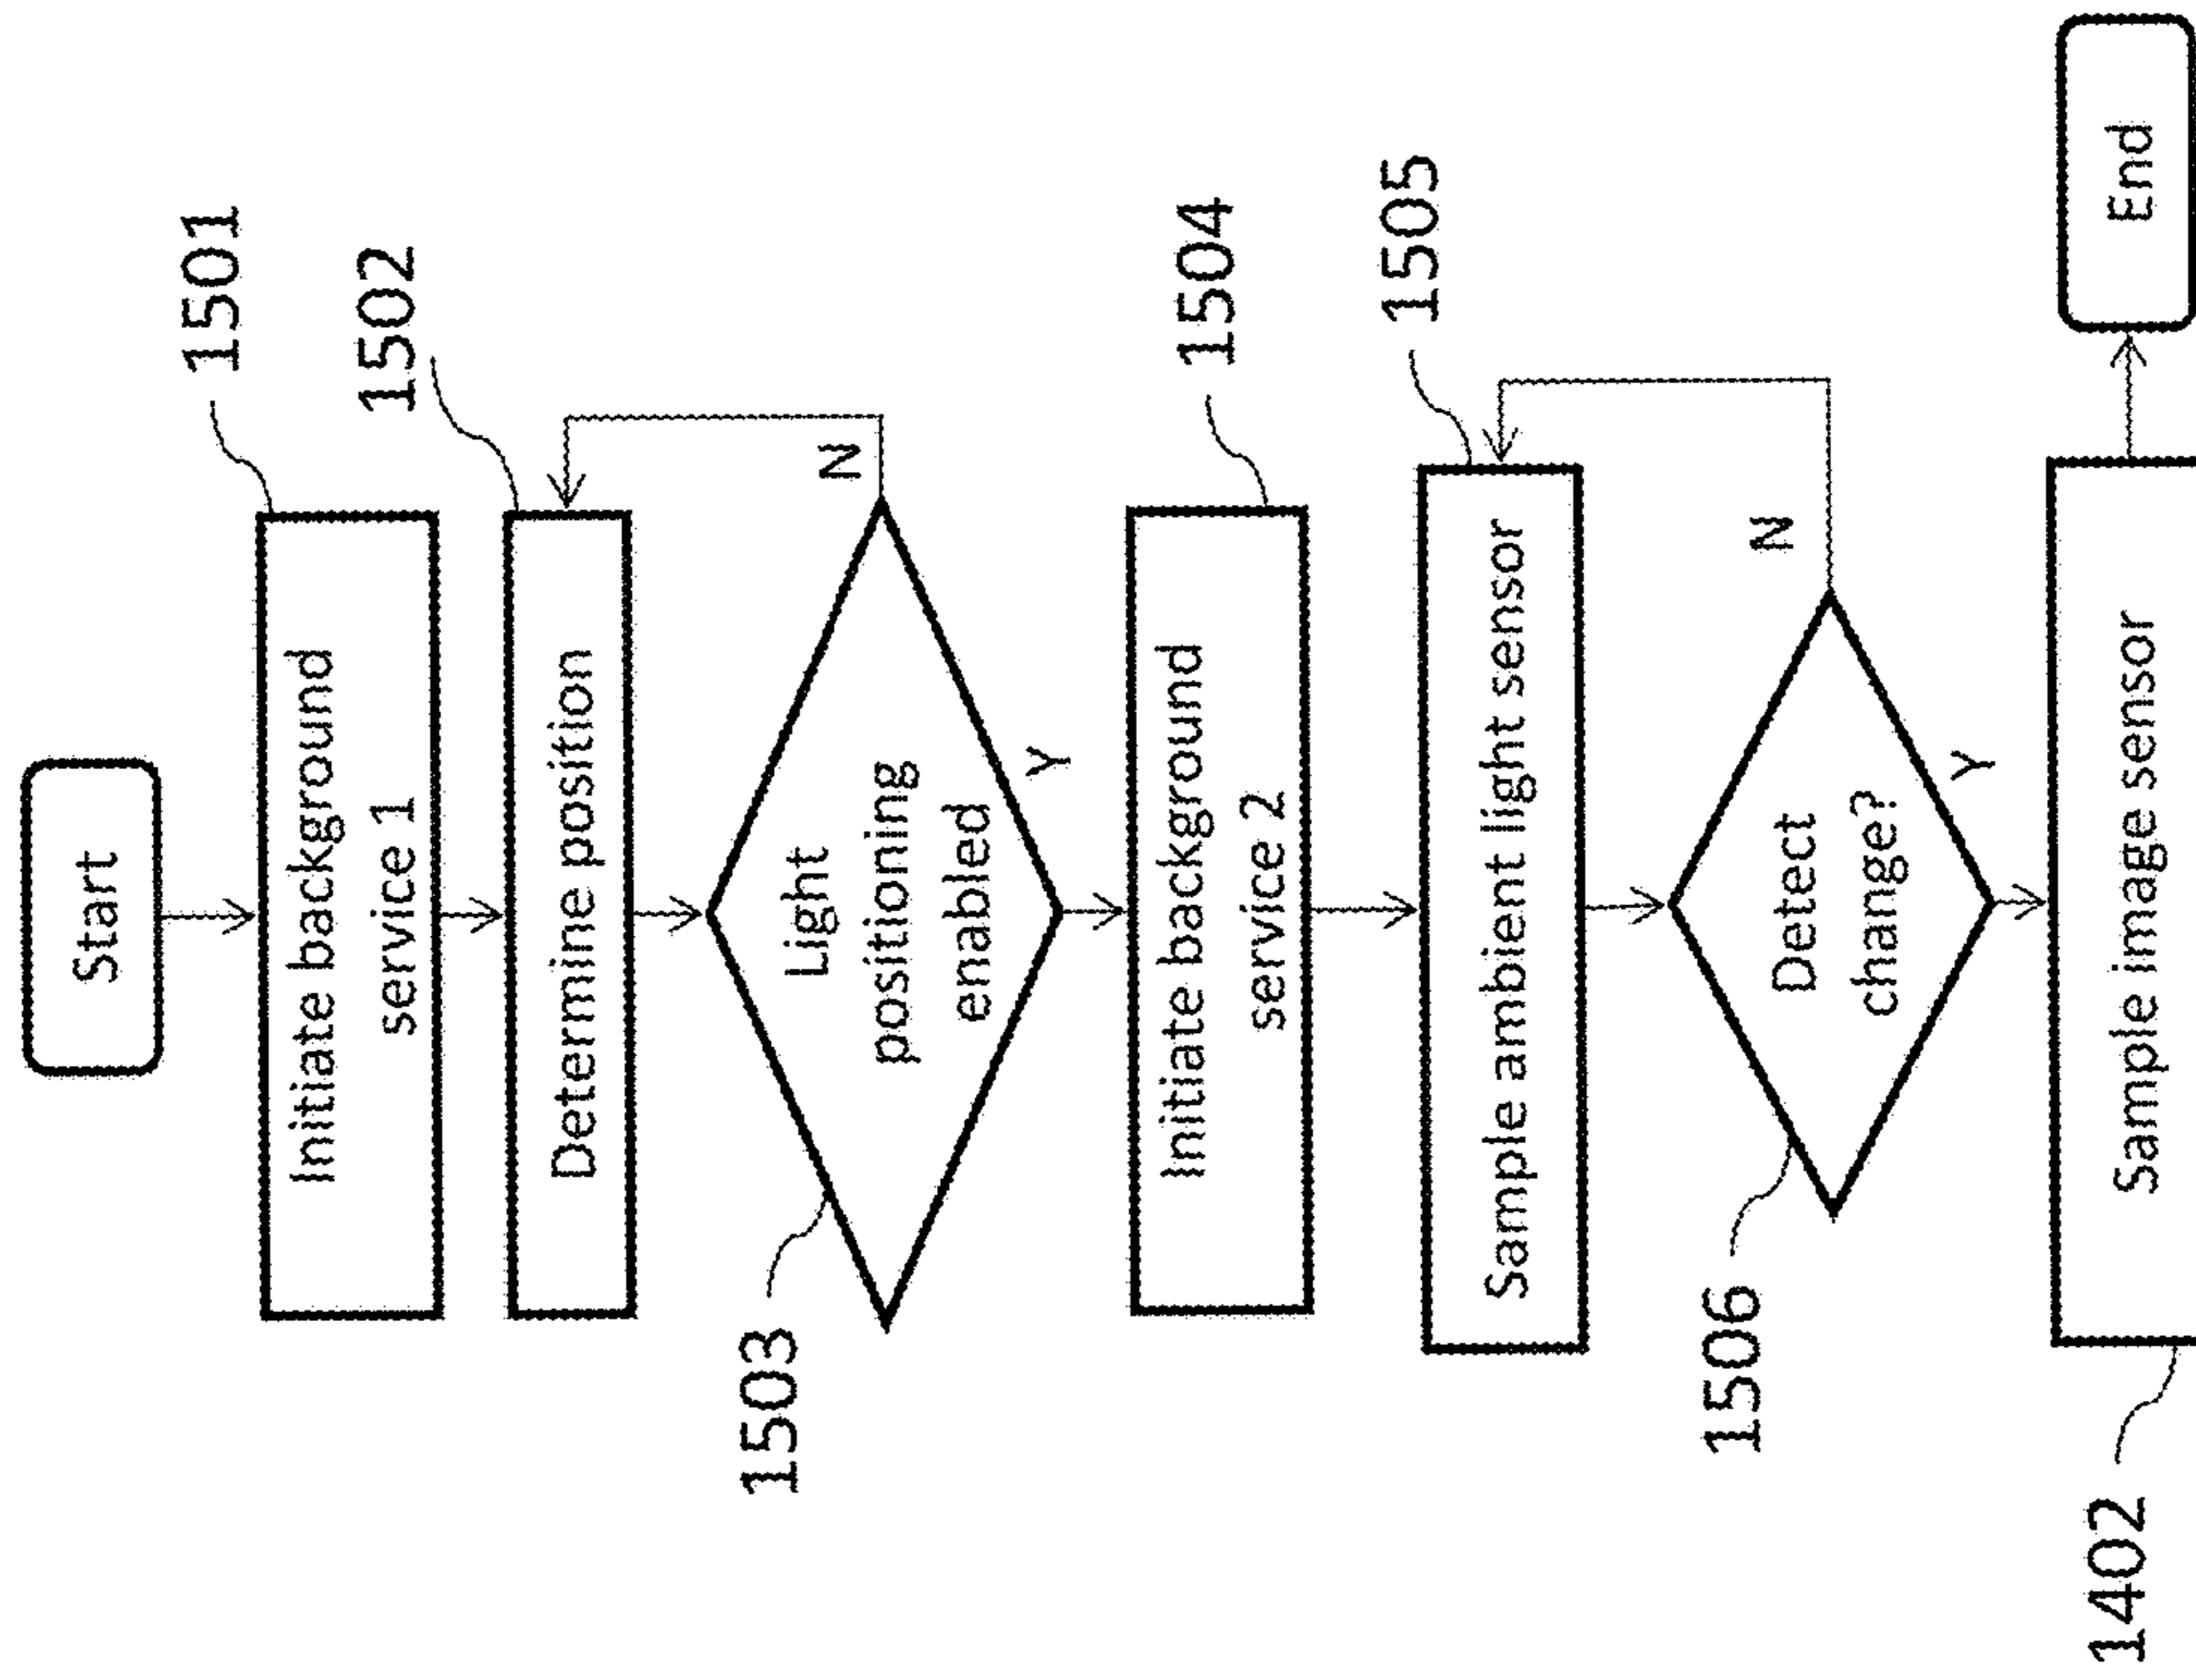 Start
1501
Initiate background
service 1
1502
Determine position
1503
Light
positioning
enabled
N
Y
1504
Initiate background
service 2
1505
Sample ambient light sensor
1506
Detect
change?
N
Y
1402
Sample image sensor
End